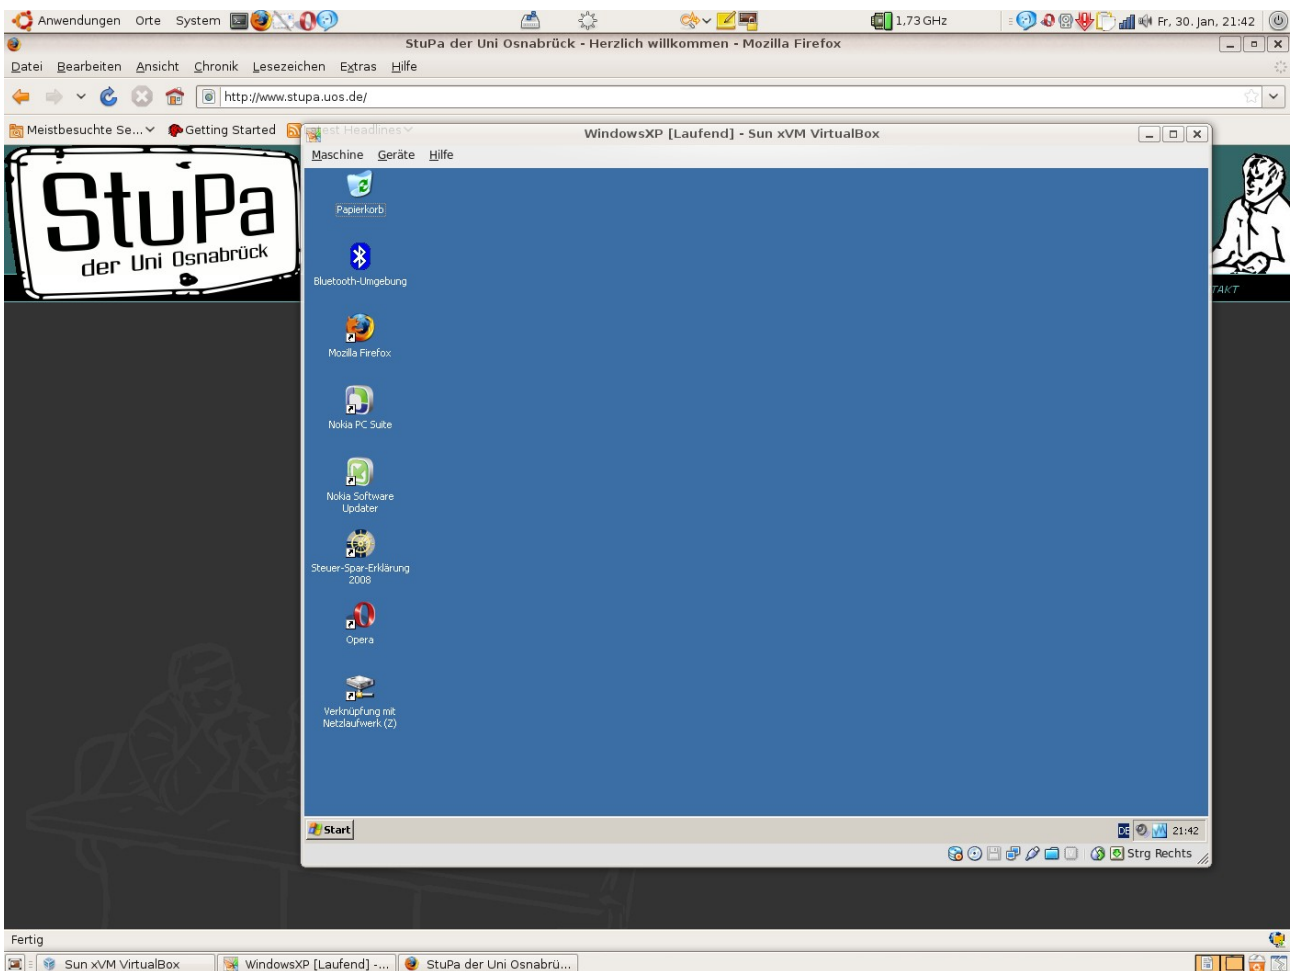 Anwendungen Orte System 1,73 GHz Fr, 30. Jan, 21:42
StuPa der Uni Osnabrück - Herzlich willkommen - Mozilla Firefox
Datei Bearbeiten Ansicht Chronik Lesezeichen Extras Hilfe
http://www.stupa.uos.de/
Meistbesuchte Se... Getting Started Latest Headlines
WindowsXP [Laufend] - Sun xVM VirtualBox
Maschine Geräte Hilfe
StuPa
der Uni Osnabrück
TAKT
Papierkorb
Bluetooth-Umgebung
Mozilla Firefox
Nokia PC Suite
Nokia Software
Updater
Steuer-Spar-Erklärung
2008
Opera
Verknüpfung mit
Netzlaufwerk (Z)
Start DE 21:42
Strg Rechts
Fertig
Sun xVM VirtualBox WindowsXP [Laufend] -... StuPa der Uni Osnabrü...